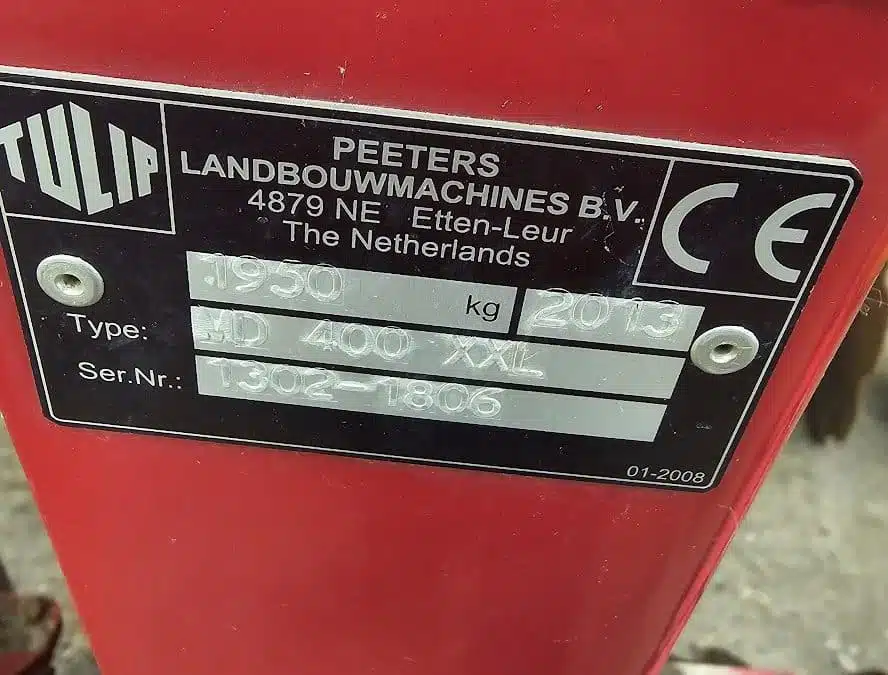 TULIP
PEETERS
LANDBOUWMACHINES B.V.
4879 NE Etten-Leur
The Netherlands
CE
1950 kg 2013
Type: MD 400 XXL
Ser.Nr.: 1302-1806
01-2008